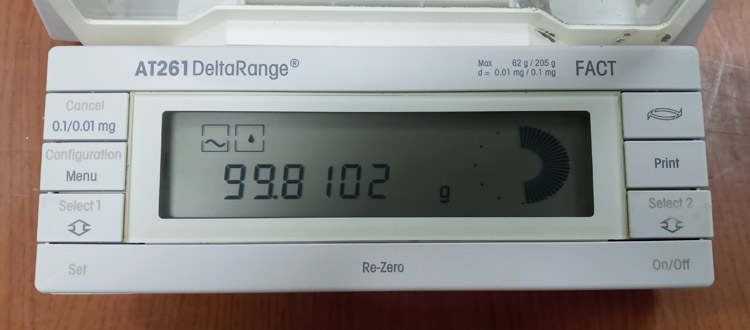 AT261 DeltaRange®
Max 62 g / 205 g
d = 0.01 mg / 0.1 mg
FACT
Cancel
0.1/0.01 mg
Configuration
Menu
Select 1
Set
99.8102 g
Re-Zero
Print
Select 2
On/Off